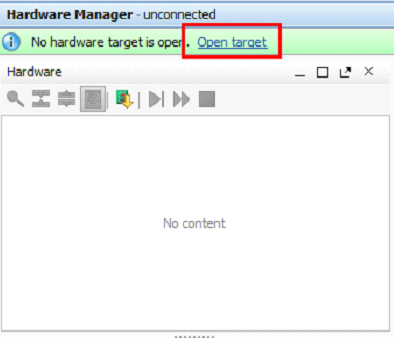 Hardware Manager - unconnected
No hardware target is open. Open target
Hardware
No content